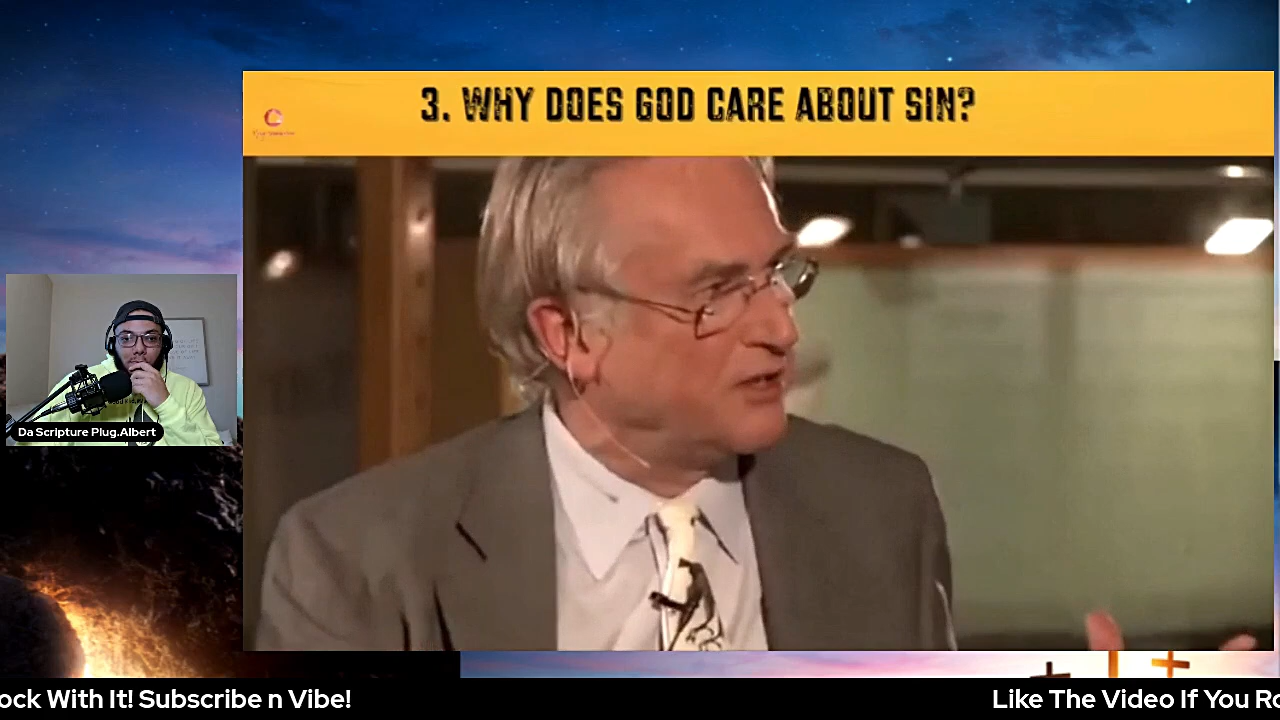 3. WHY DOES GOD CARE ABOUT SIN?
Da Scripture Plug.Albert
ock With It! Subscribe n Vibe!
Like The Video If You Ro